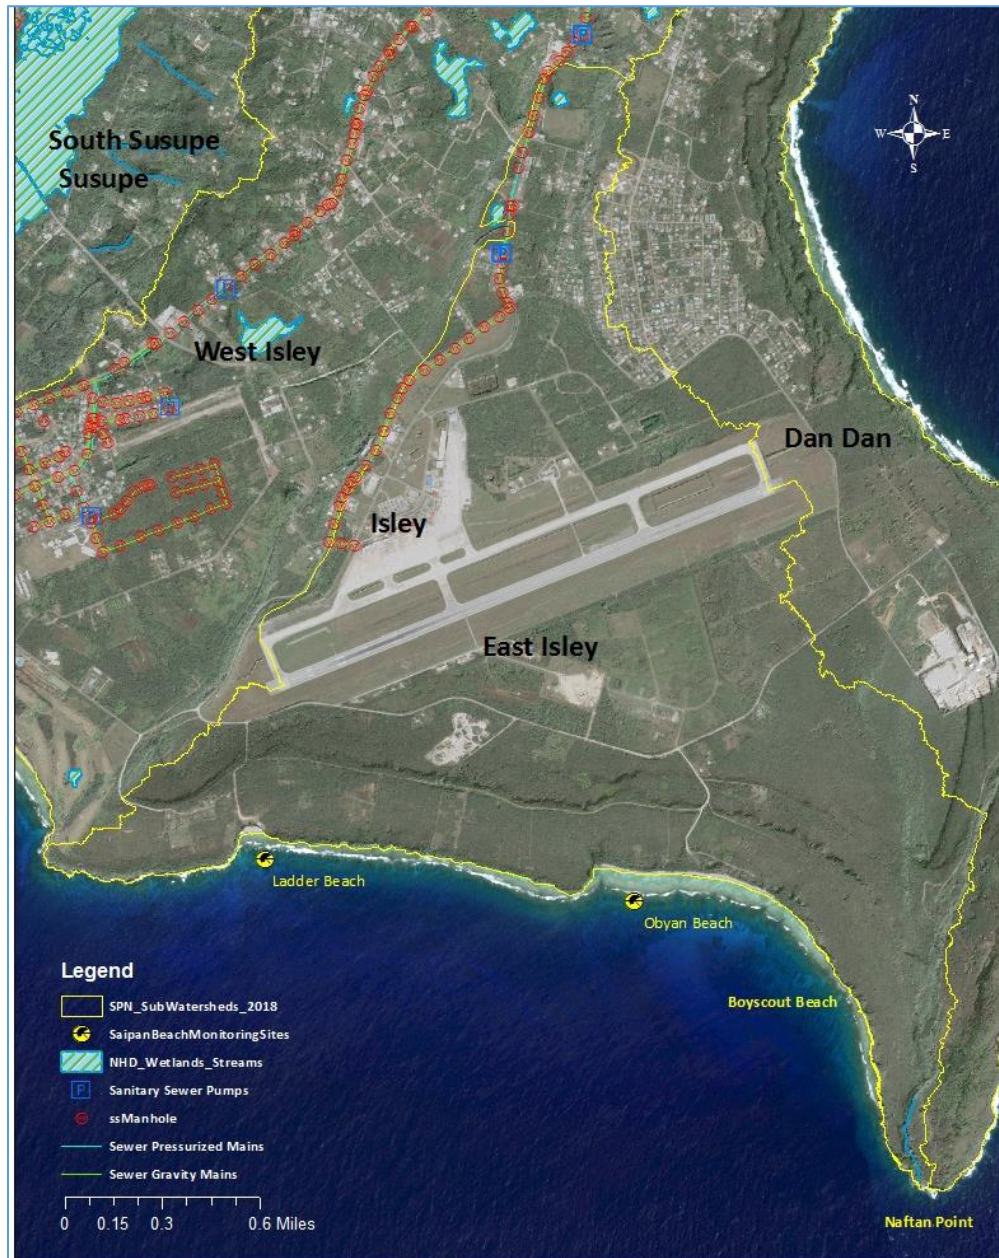 N
W E
S
South Susupe
Susupe
P
P
P
West Isley
P
Dan Dan
P
Isley
East Isley
Ladder Beach
Obyan Beach
Boyscout Beach
Legend
SPN_SubWatersheds_2018
SaipanBeachMonitoringSites
NHD_Wetlands_Streams
P Sanitary Sewer Pumps
ssManhole
Sewer Pressurized Mains
Sewer Gravity Mains
0 0.15 0.3 0.6 Miles
Naftan Point